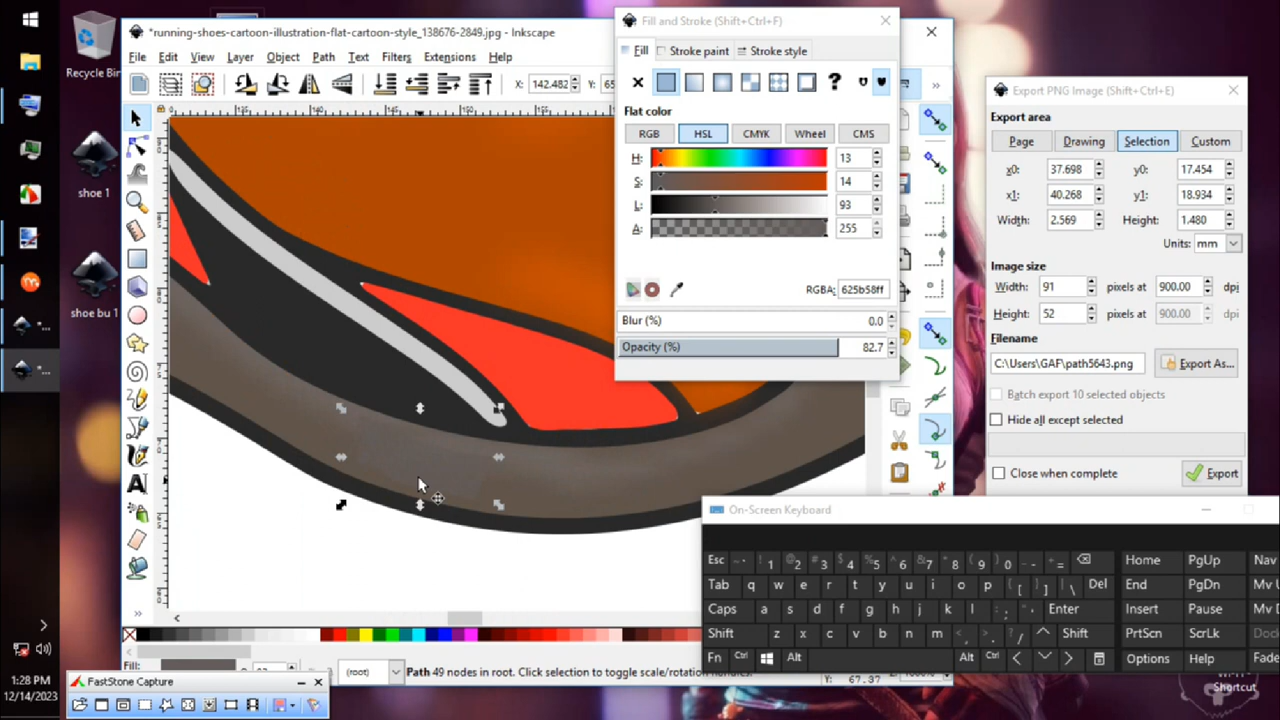 Recycle Bin
shoe 1
shoe bu 1
1:28 PM
12/14/2023
*running-shoes-cartoon-illustration-flat-cartoon-style_138676-2849.jpg - Inkscape
File Edit View Layer Object Path Text Filters Extensions Help
X: 142.482 Y: 65
Fill:
(root)
Path 49 nodes in root. Click selection to toggle scale/rotation handles.
Fill and Stroke (Shift+Ctrl+F)
Fill Stroke paint Stroke style
Flat color
RGB HSL CMYK Wheel CMS
H: 13
S: 14
L: 93
A: 255
RGBA: 625b58ff
Blur (%) 0.0
Opacity (%) 82.7
Export PNG Image (Shift+Ctrl+E)
Export area
Page Drawing Selection Custom
x0: 37.698 y0: 17.454
x1: 40.268 y1: 18.934
Width: 2.569 Height: 1.480
Units: mm
Image size
Width: 91 pixels at 900.00 dpi
Height: 52 pixels at 900.00 dpi
Filename
C:\Users\GAF\path5643.png Export As...
Batch export 10 selected objects
Hide all except selected
Close when complete Export
On-Screen Keyboard
Esc ~ ` ! 1 @ 2 # 3 $ 4 % 5 ^ 6 & 7 * 8 ( 9 ) 0 _ - + = Home PgUp Nav
Tab q w e r t y u i o p { [ } ] | \ Del End PgDn Mv U
Caps a s d f g h j k l : ; " ' Enter Insert Pause Mv D
Shift z x c v b n m < , > . ? / Shift PrtScn ScrLk Doc
Fn Ctrl Alt Alt Ctrl Options Help Fade
FastStone Capture
Shortcut